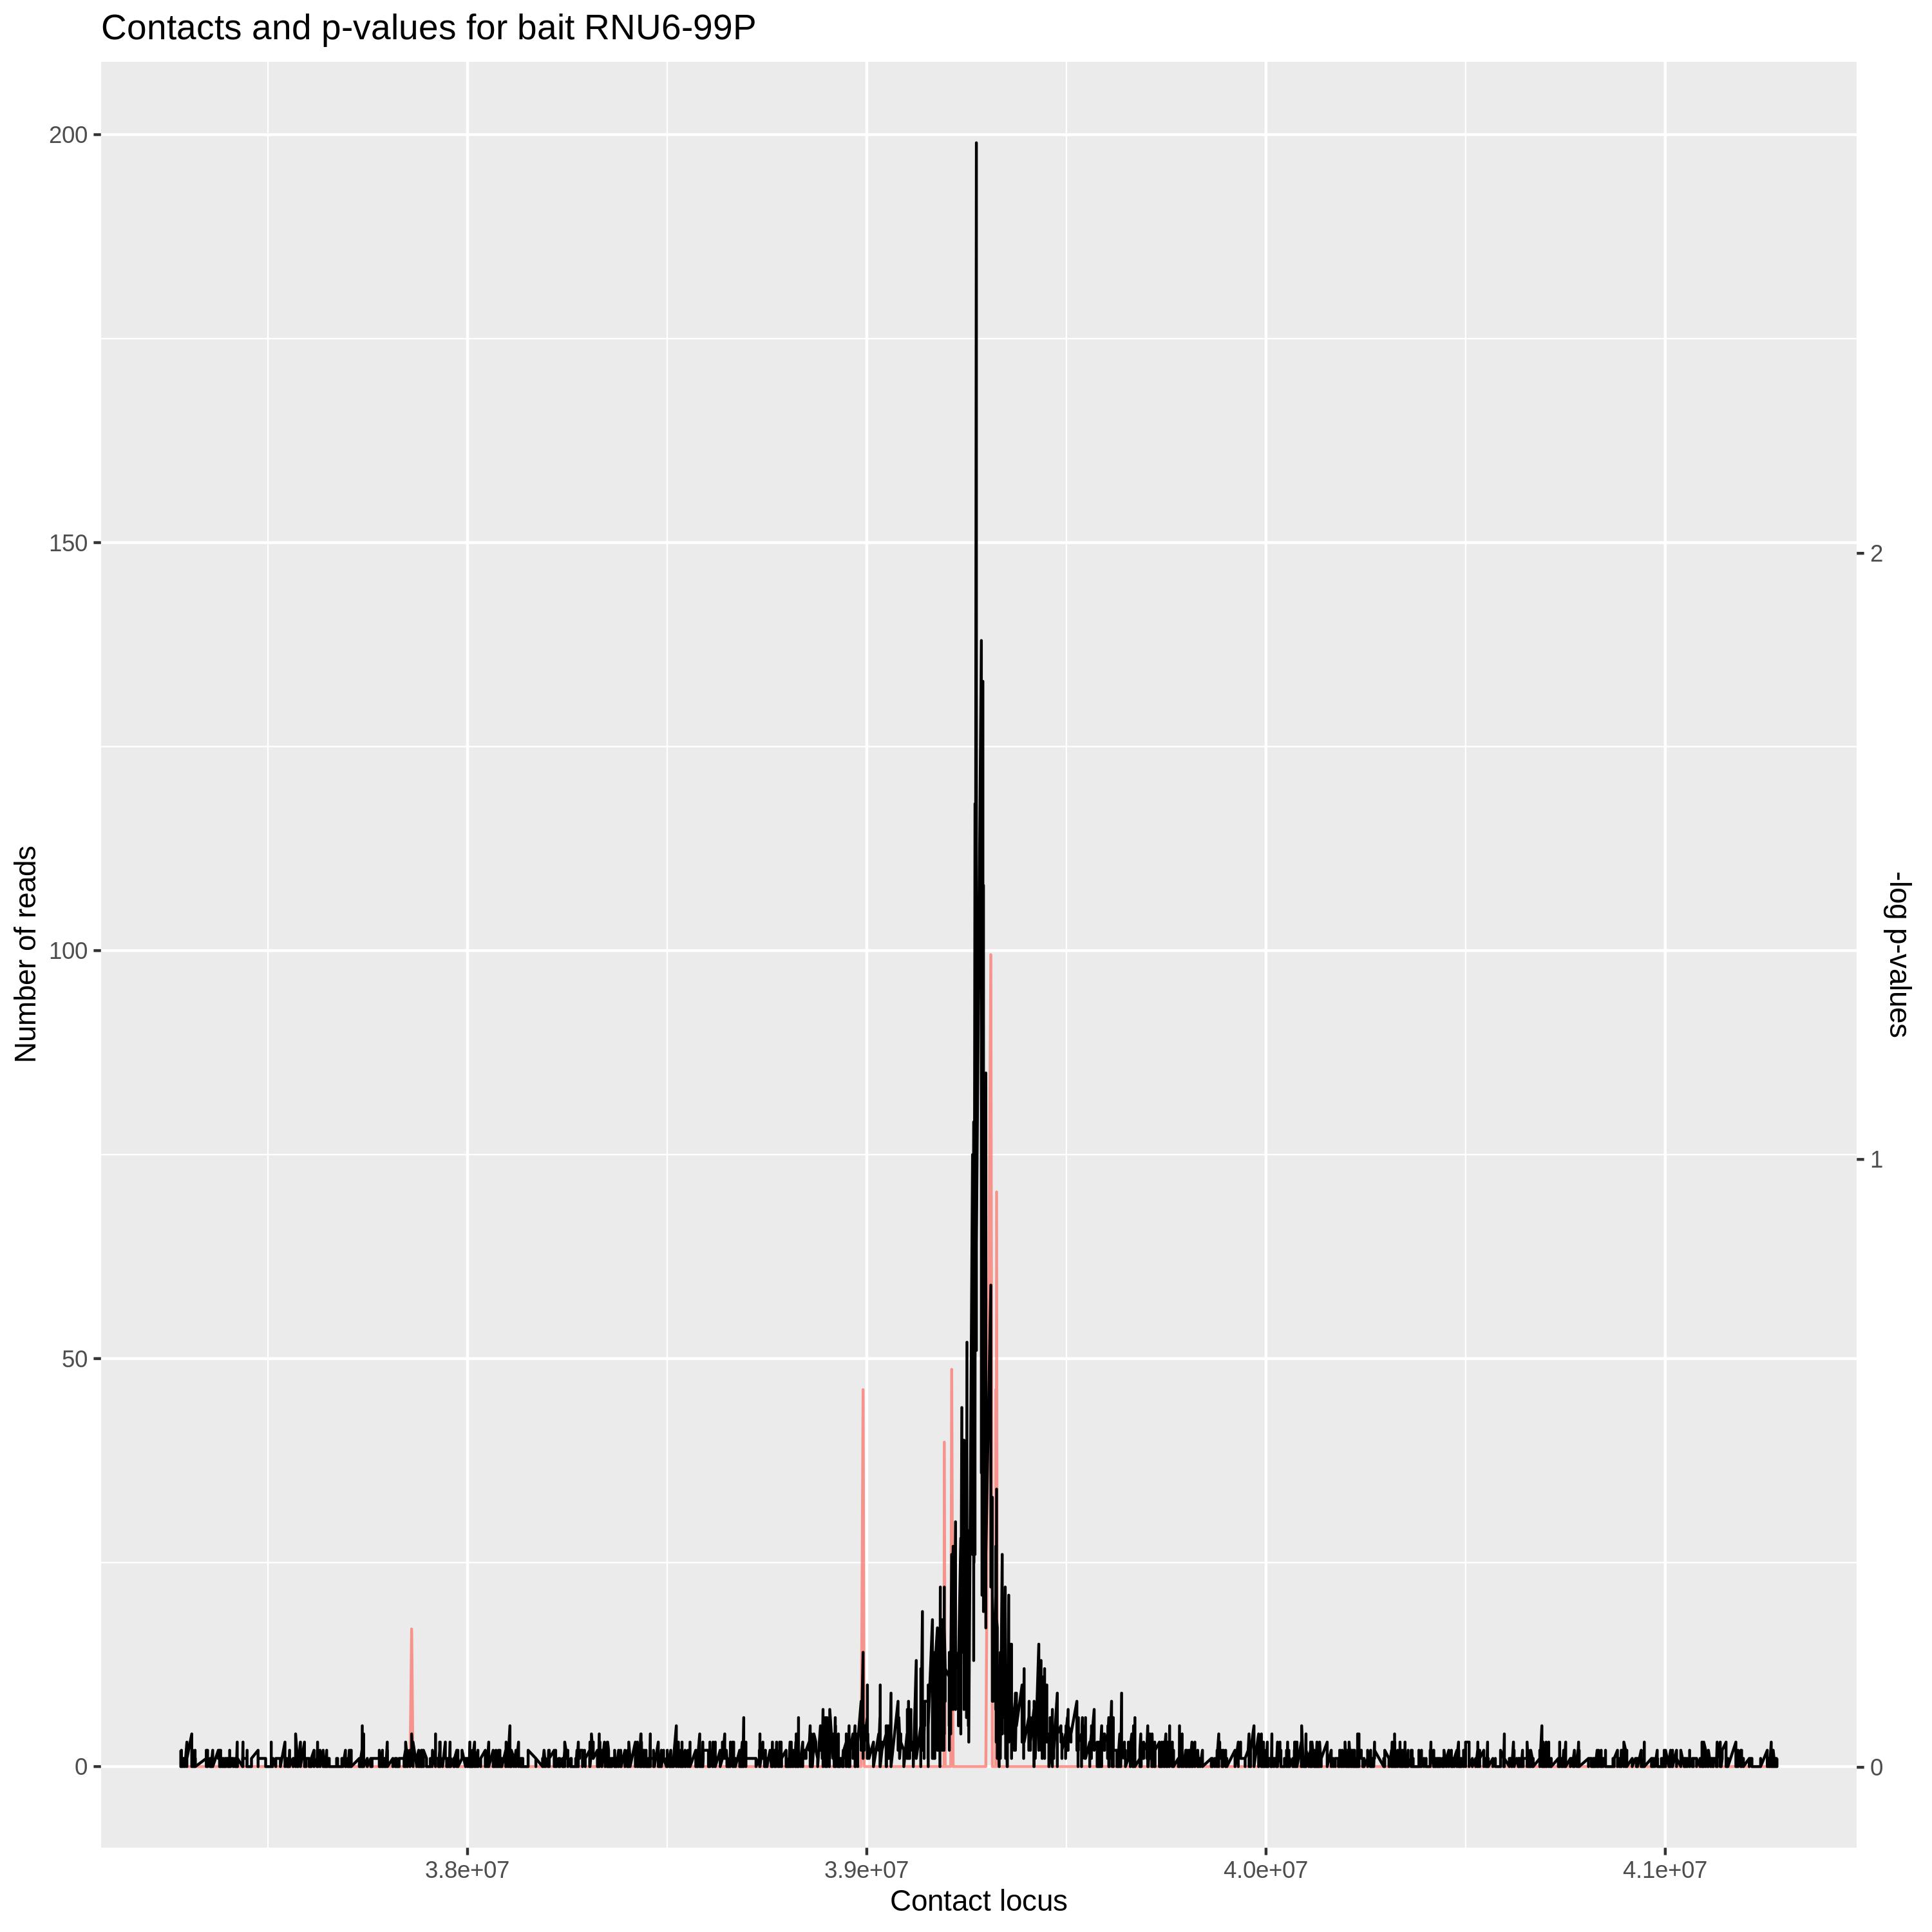 Contacts and p-values for bait RNU6-99P
200
150
100
50
0
2
1
0
Number of reads
-log p-values
3.8e+07
3.9e+07
4.0e+07
4.1e+07
Contact locus